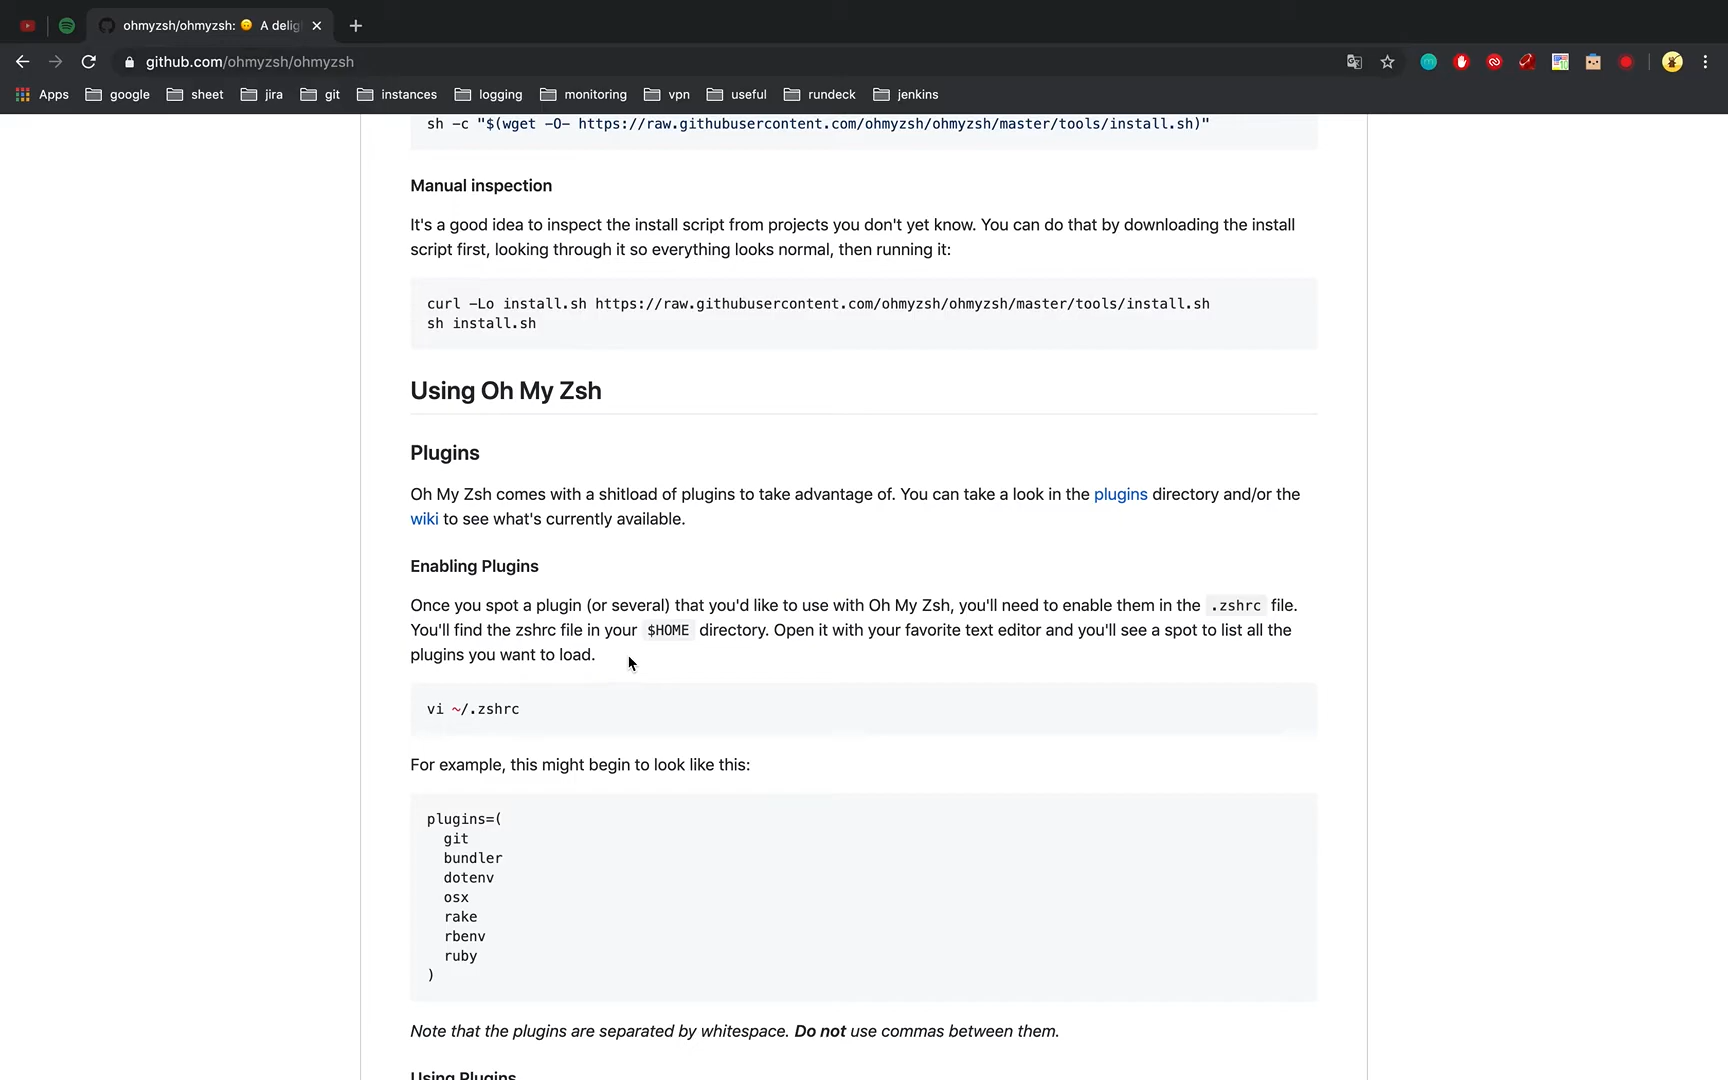 ohmyzsh/ohmyzsh: 🙃 A delig
github.com/ohmyzsh/ohmyzsh
Apps google sheet jira git instances logging monitoring vpn useful rundeck jenkins
sh -c "$(wget -O- https://raw.githubusercontent.com/ohmyzsh/ohmyzsh/master/tools/install.sh)"
Manual inspection
It's a good idea to inspect the install script from projects you don't yet know. You can do that by downloading the install
script first, looking through it so everything looks normal, then running it:
curl -Lo install.sh https://raw.githubusercontent.com/ohmyzsh/ohmyzsh/master/tools/install.sh
sh install.sh
Using Oh My Zsh
Plugins
Oh My Zsh comes with a shitload of plugins to take advantage of. You can take a look in the plugins directory and/or the
wiki to see what's currently available.
Enabling Plugins
Once you spot a plugin (or several) that you'd like to use with Oh My Zsh, you'll need to enable them in the .zshrc file.
You'll find the zshrc file in your $HOME directory. Open it with your favorite text editor and you'll see a spot to list all the
plugins you want to load.
vi ~/.zshrc
For example, this might begin to look like this:
plugins=(
git
bundler
dotenv
osx
rake
rbenv
ruby
)
Note that the plugins are separated by whitespace. Do not use commas between them.
Using Plugins